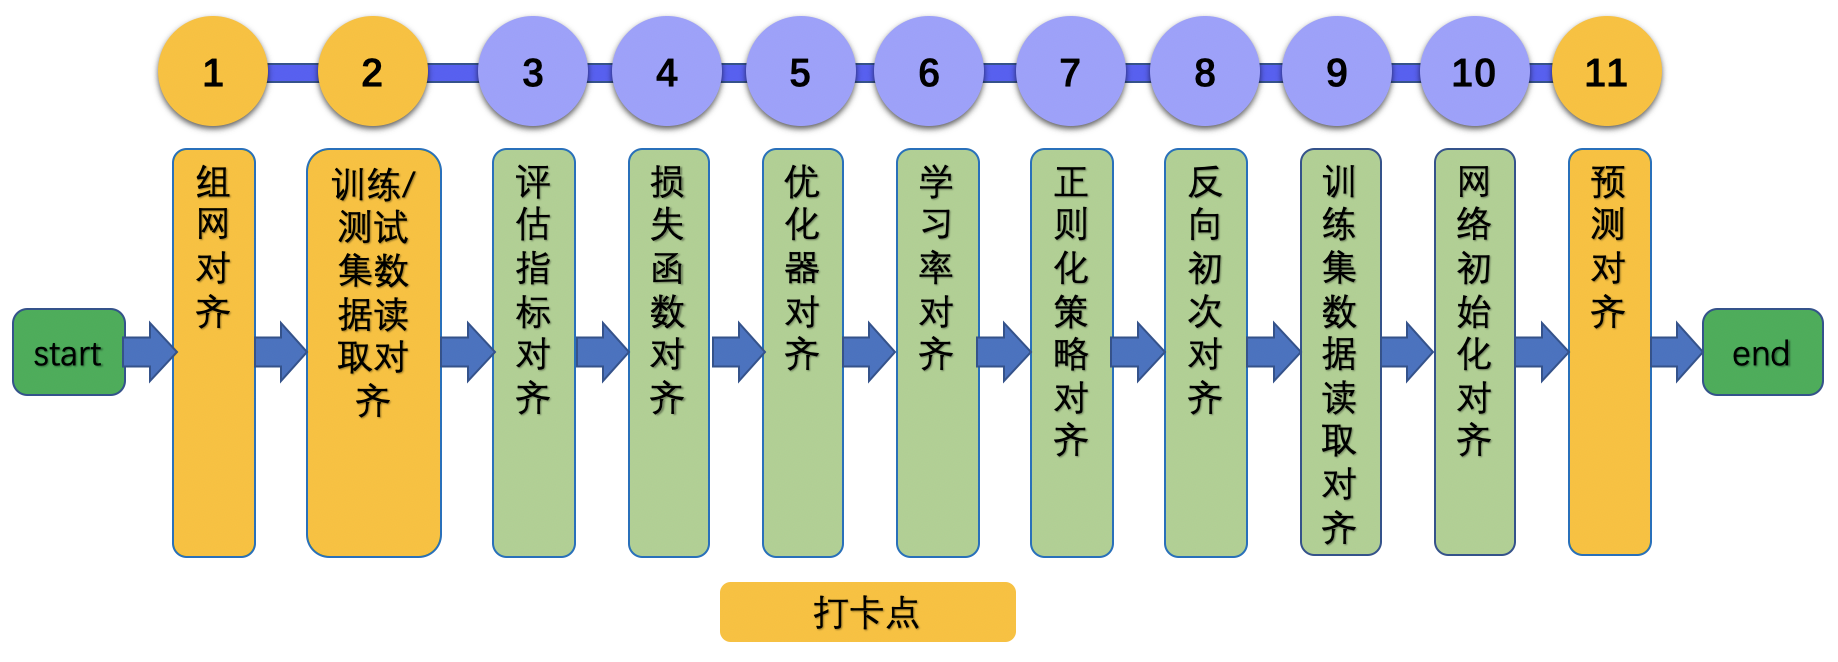 1
2
3
4
5
6
7
8
9
10
11
start
组
网
对
齐
训练/
测试
集数
据读
取对
齐
评
估
指
标
对
齐
损
失
函
数
对
齐
优
化
器
对
齐
学
习
率
对
齐
正
则
化
策
略
对
齐
反
向
初
次
对
齐
训
练
集
数
据
读
取
对
齐
网
络
初
始
化
对
齐
预
测
对
齐
end
打卡点